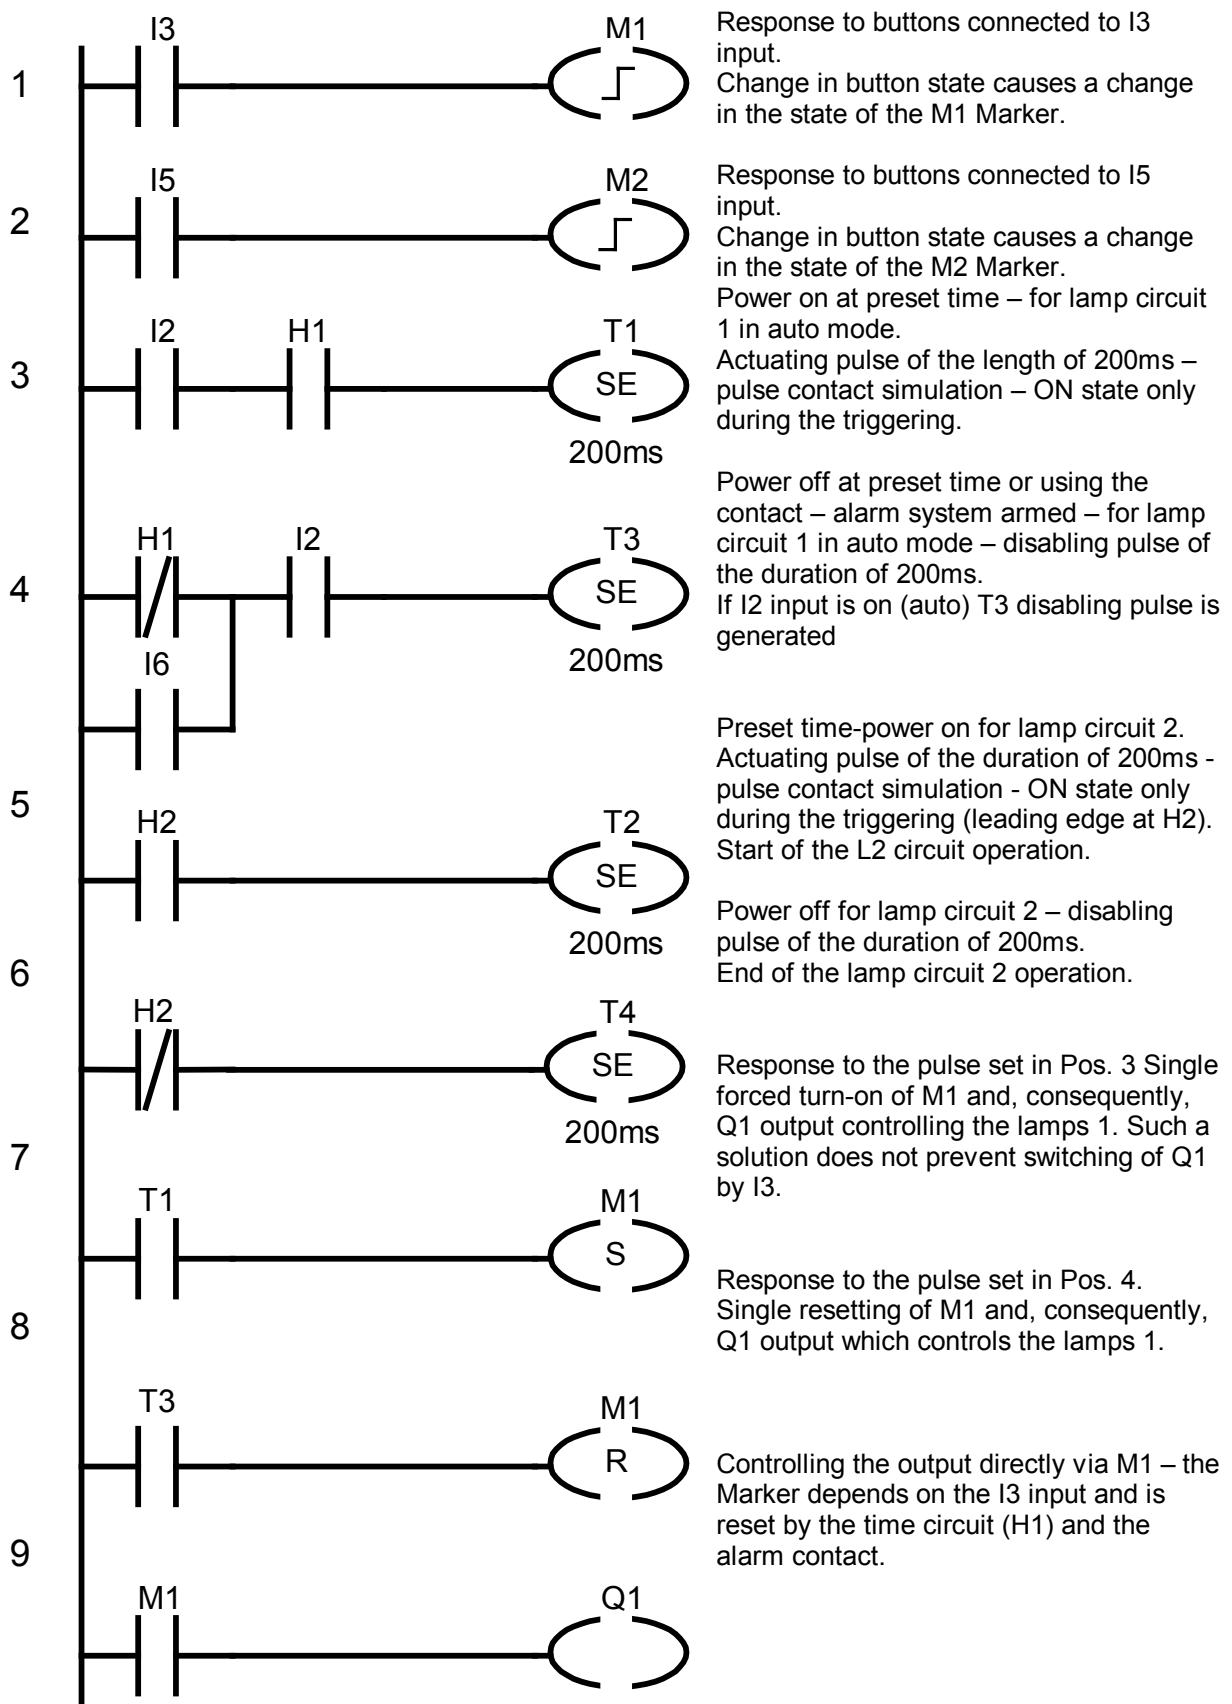 I3
M1
1
Response to buttons connected to I3
input.
Change in button state causes a change
in the state of the M1 Marker.
I5
M2
2
Response to buttons connected to I5
input.
Change in button state causes a change
in the state of the M2 Marker.
I2
H1
T1
3
SE
200ms
Power on at preset time – for lamp circuit
1 in auto mode.
Actuating pulse of the length of 200ms –
pulse contact simulation – ON state only
during the triggering.
H1
I2
T3
4
SE
I6
200ms
Power off at preset time or using the
contact – alarm system armed – for lamp
circuit 1 in auto mode – disabling pulse of
the duration of 200ms.
If I2 input is on (auto) T3 disabling pulse is
generated
5
H2
T2
SE
200ms
Preset time-power on for lamp circuit 2.
Actuating pulse of the duration of 200ms -
pulse contact simulation - ON state only
during the triggering (leading edge at H2).
Start of the L2 circuit operation.
6
H2
T4
SE
200ms
Power off for lamp circuit 2 – disabling
pulse of the duration of 200ms.
End of the lamp circuit 2 operation.
7
T1
M1
S
Response to the pulse set in Pos. 3 Single
forced turn-on of M1 and, consequently,
Q1 output controlling the lamps 1. Such a
solution does not prevent switching of Q1
by I3.
8
T3
M1
R
Response to the pulse set in Pos. 4.
Single resetting of M1 and, consequently,
Q1 output which controls the lamps 1.
9
M1
Q1
Controlling the output directly via M1 – the
Marker depends on the I3 input and is
reset by the time circuit (H1) and the
alarm contact.